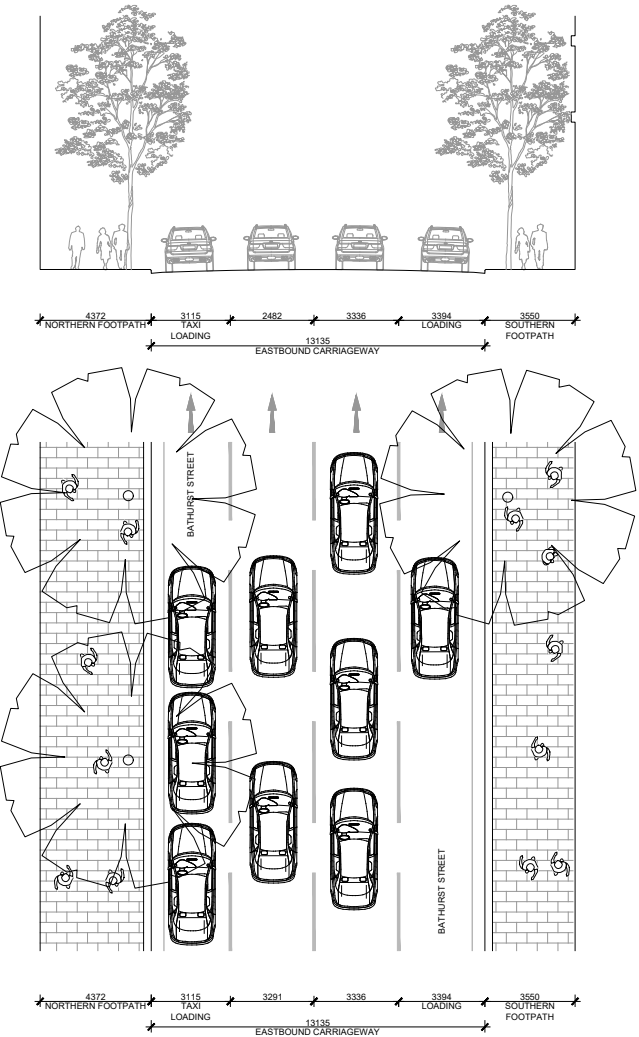 4372 3115 2482 3336 3394 3550
NORTHERN FOOTPATH TAXI LOADING SOUTHERN
LOADING FOOTPATH
13135
EASTBOUND CARRIAGEWAY
BATHURST STREET
BATHURST STREET
4372 3115 3291 3336 3394 3550
NORTHERN FOOTPATH TAXI LOADING SOUTHERN
LOADING FOOTPATH
13135
EASTBOUND CARRIAGEWAY